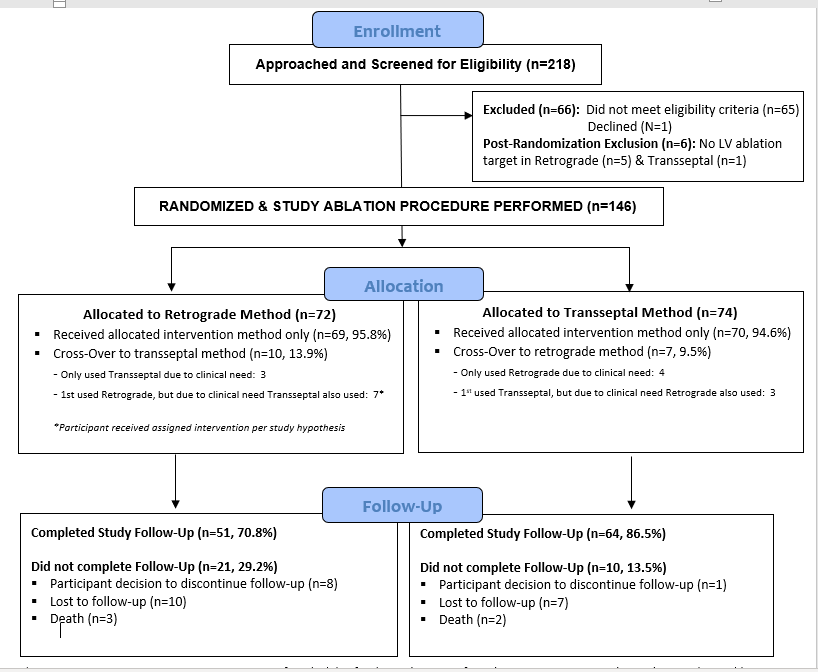 Enrollment
Approached and Screened for Eligibility (n=218)
Excluded (n=66): Did not meet eligibility criteria (n=65)
Declined (N=1)
Post-Randomization Exclusion (n=6): No LV ablation
target in Retrograde (n=5) & Transseptal (n=1)
RANDOMIZED & STUDY ABLATION PROCEDURE PERFORMED (n=146)
Allocation
Allocated to Retrograde Method (n=72)
▪ Received allocated intervention method only (n=69, 95.8%)
▪ Cross-Over to transseptal method (n=10, 13.9%)
- Only used Transseptal due to clinical need: 3
- 1st used Retrograde, but due to clinical need Transseptal also used: 7*
*Participant received assigned intervention per study hypothesis
Allocated to Transseptal Method (n=74)
▪ Received allocated intervention method only (n=70, 94.6%)
▪ Cross-Over to retrograde method (n=7, 9.5%)
- Only used Retrograde due to clinical need: 4
- 1st used Transseptal, but due to clinical need Retrograde also used: 3
Follow-Up
Completed Study Follow-Up (n=51, 70.8%)
Did not complete Follow-Up (n=21, 29.2%)
▪ Participant decision to discontinue follow-up (n=8)
▪ Lost to follow-up (n=10)
▪ Death (n=3)
Completed Study Follow-Up (n=64, 86.5%)
Did not complete Follow-Up (n=10, 13.5%)
▪ Participant decision to discontinue follow-up (n=1)
▪ Lost to follow-up (n=7)
▪ Death (n=2)